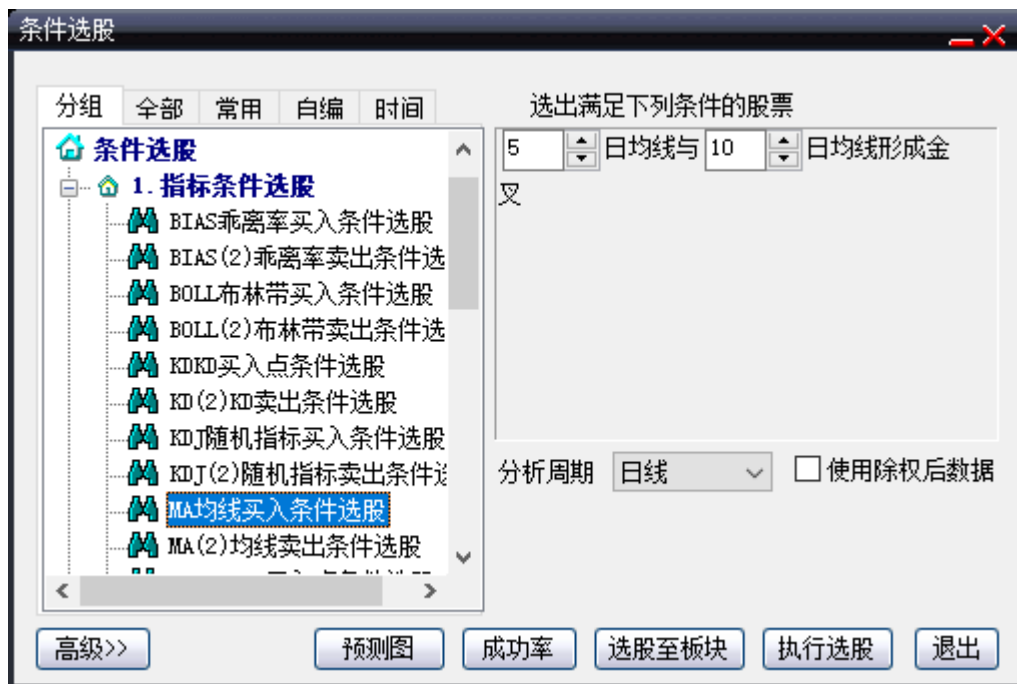 条件选股
分组 全部 常用 自编 时间
条件选股
1.指标条件选股
BIAS乖离率买入条件选股
BIAS(2)乖离率卖出条件选
BOLL布林带买入条件选股
BOLL(2)布林带卖出条件选
KDKD买入点条件选股
KD(2)KD卖出条件选股
KDJ随机指标买入条件选股
KDJ(2)随机指标卖出条件
MA均线买入条件选股
MA(2)均线卖出条件选股
选出满足下列条件的股票
5 日均线与 10 日均线形成金
叉
分析周期 日线 使用除权后数据
高级>> 预测图 成功率 选股至板块 执行选股 退出